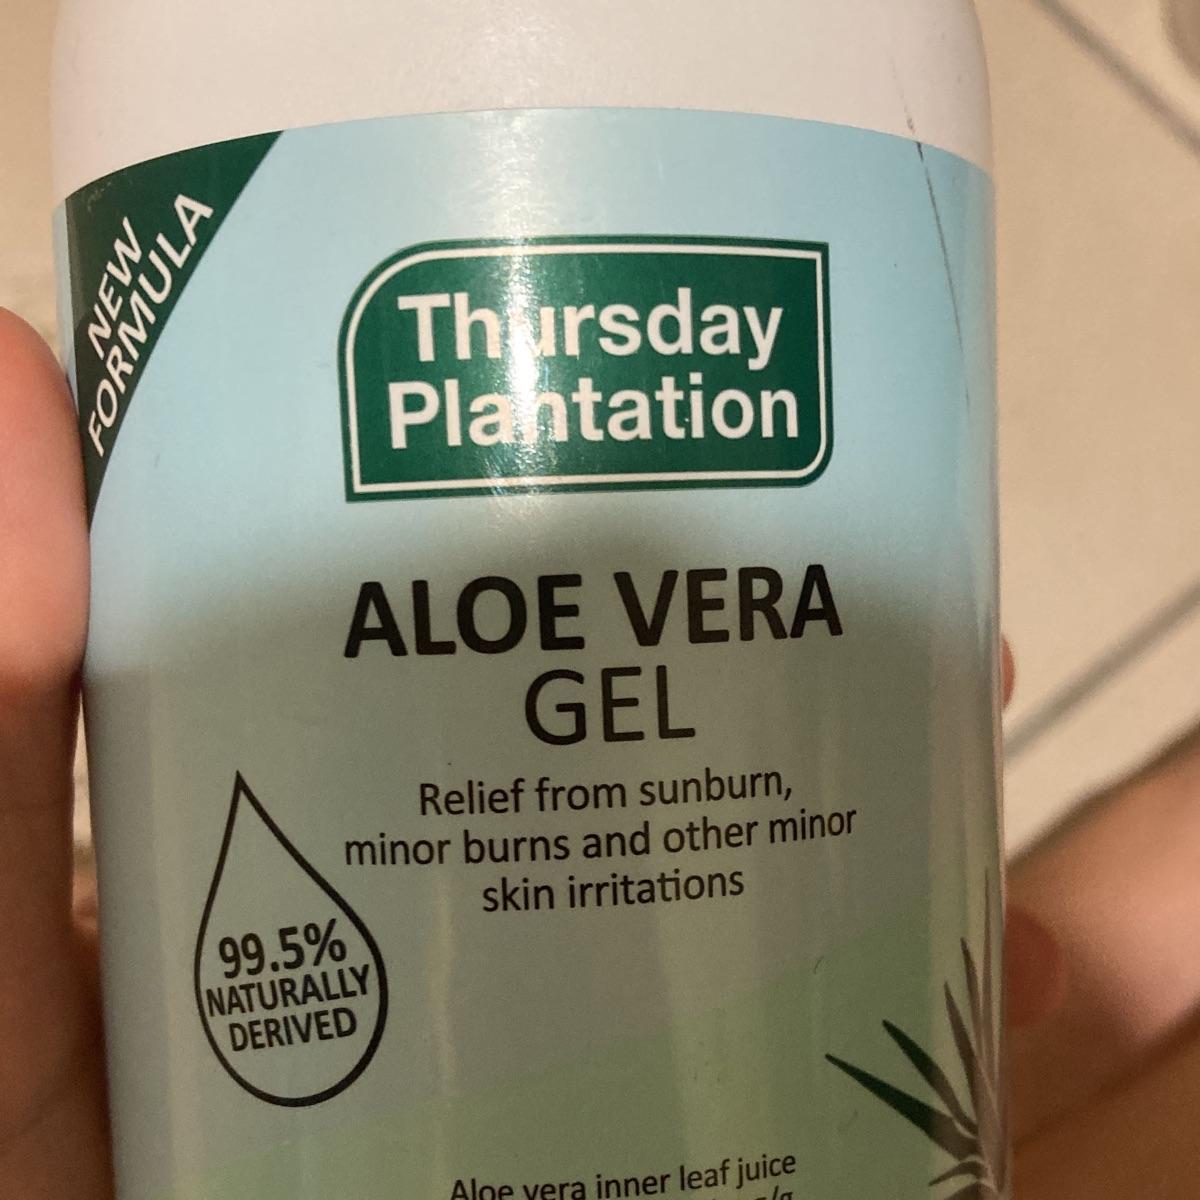 NEW
FORMULA
Thursday
Plantation
ALOE VERA
GEL
Relief from sunburn,
minor burns and other minor
skin irritations
99.5%
NATURALLY
DERIVED
Aloe vera inner leaf juice